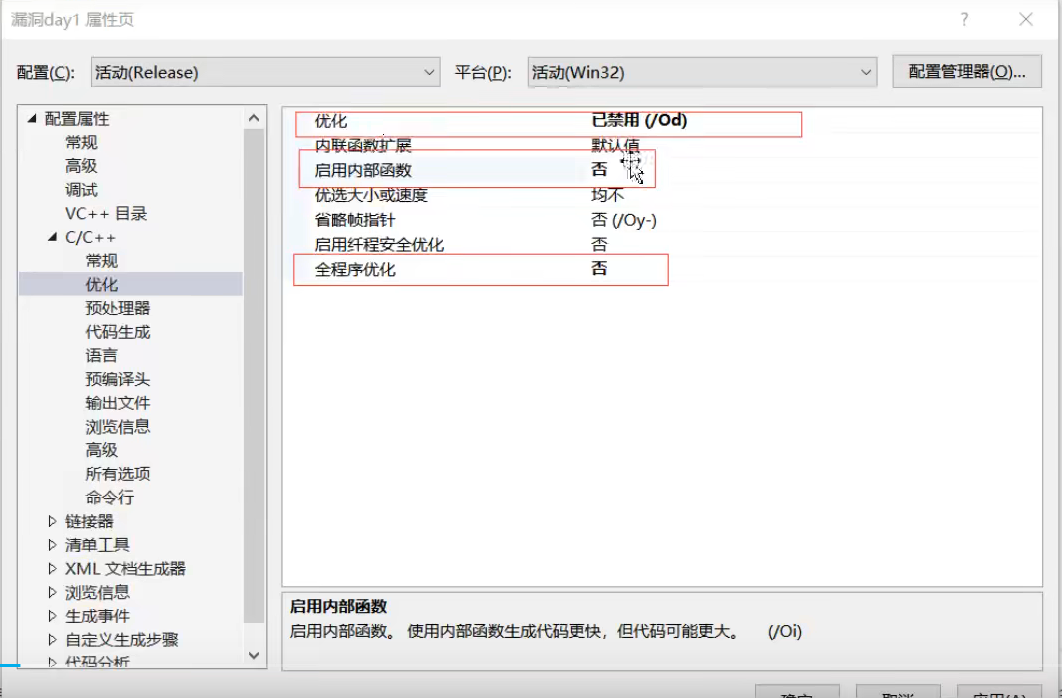 漏洞day1 属性页
?
配置(C): 活动(Release) 平台(P): 活动(Win32) 配置管理器(O)...
配置属性
常规
高级
调试
VC++ 目录
C/C++
常规
优化
预处理器
代码生成
语言
预编译头
输出文件
浏览信息
高级
所有选项
命令行
链接器
清单工具
XML 文档生成器
浏览信息
生成事件
自定义生成步骤
代码分析
优化 已禁用 (/Od)
内联函数扩展 默认值
启用内部函数 否
优选大小或速度 均不
省略帧指针 否 (/Oy-)
启用纤程安全优化 否
全程序优化 否
启用内部函数
启用内部函数。 使用内部函数生成代码更快，但代码可能更大。 (/Oi)
确定 取消 应用(A)